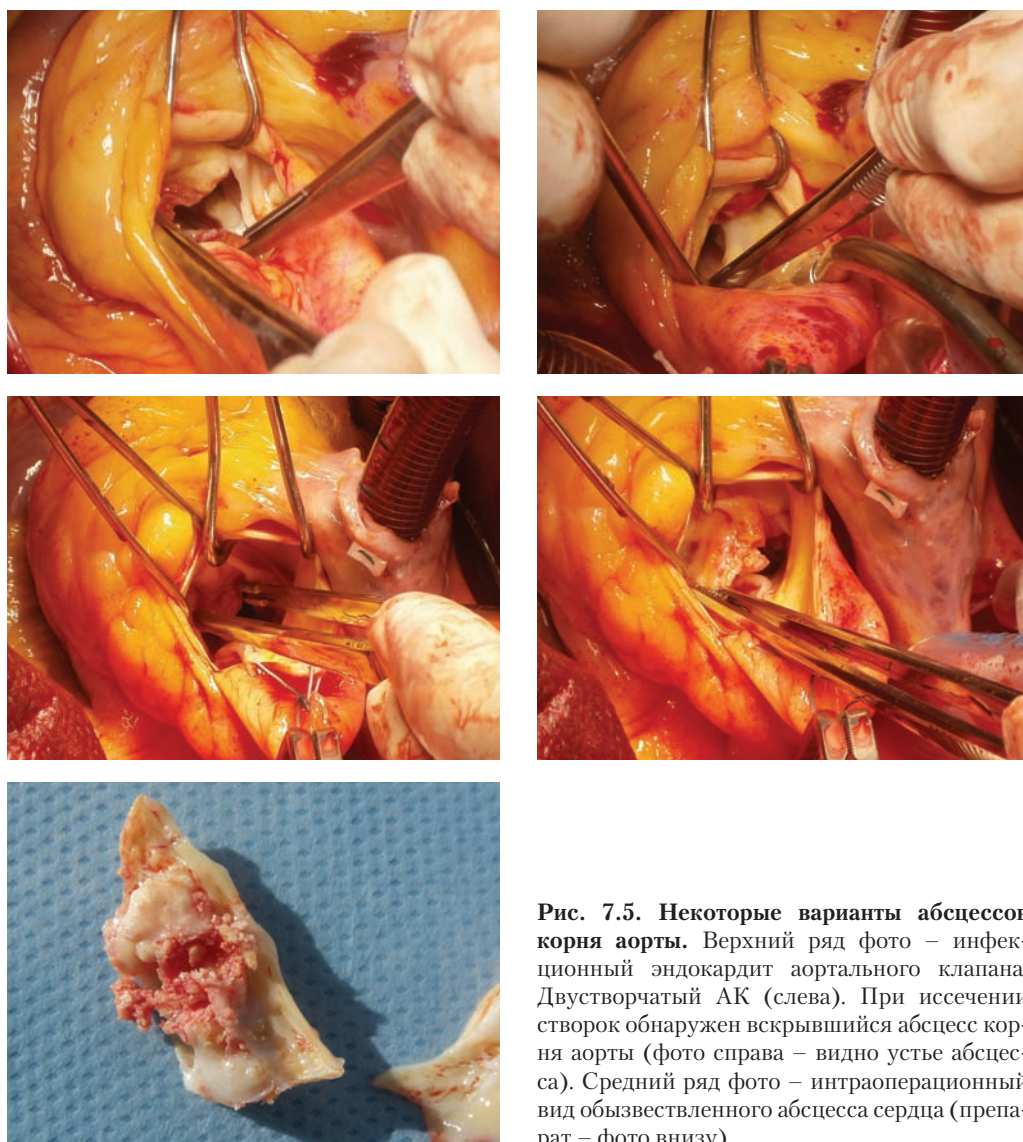 Рис. 7.5. Некоторые варианты абсцессов
корня аорты. Верхний ряд фото – инфек-
ционный эндокардит аортального клапана.
Двустворчатый АК (слева). При иссечении
створок обнаружен вскрывшийся абсцесс кор-
ня аорты (фото справа – видно устье абсцес-
са). Средний ряд фото – интраоперационный
вид обызвествленного абсцесса сердца (препа-
рат – фото внизу)